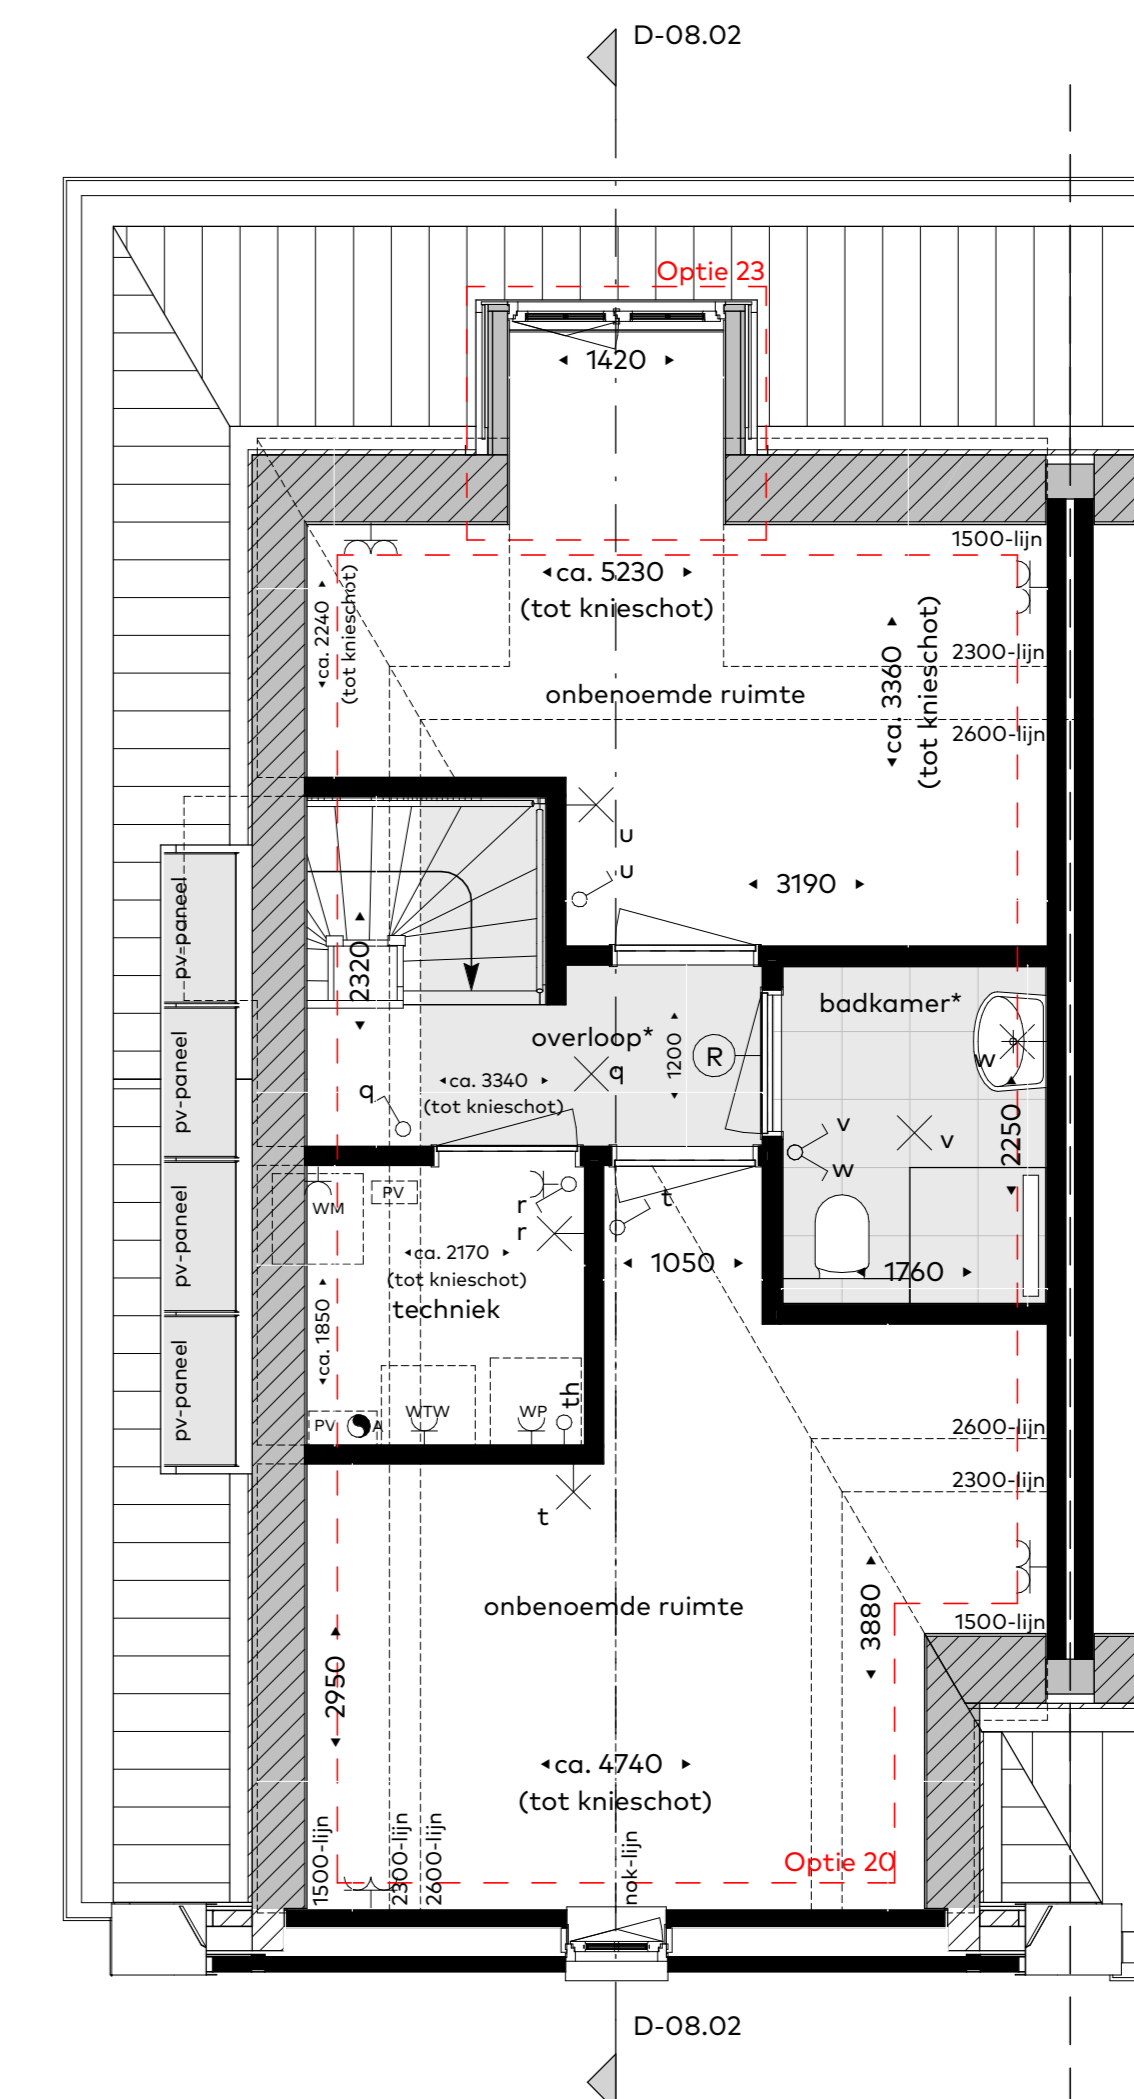 D-08.02
Optie 23
1420
1500-lijn
ca. 5230
(tot knieschot)
ca. 2240
(tot knieschot)
ca. 3360
(tot knieschot)
2300-lijn
onbenoemde ruimte
2600-lijn
u
u
3190
pv-paneel
2320
badkamer*
overloop*
w
q
1200
R
ca. 3340
(tot knieschot)
q
pv-paneel
v
v
w
2250
WM
PV
r
r
t
pv-paneel
ca. 2170
(tot knieschot)
1050
1760
techniek
ca. 1850
pv-paneel
PV
A
WTW
WP
th
2600-lijn
2300-lijn
t
onbenoemde ruimte
3880
1500-lijn
2950
ca. 4740
(tot knieschot)
1500-lijn
2300-lijn
2600-lijn
nok-lijn
Optie 20
D-08.02